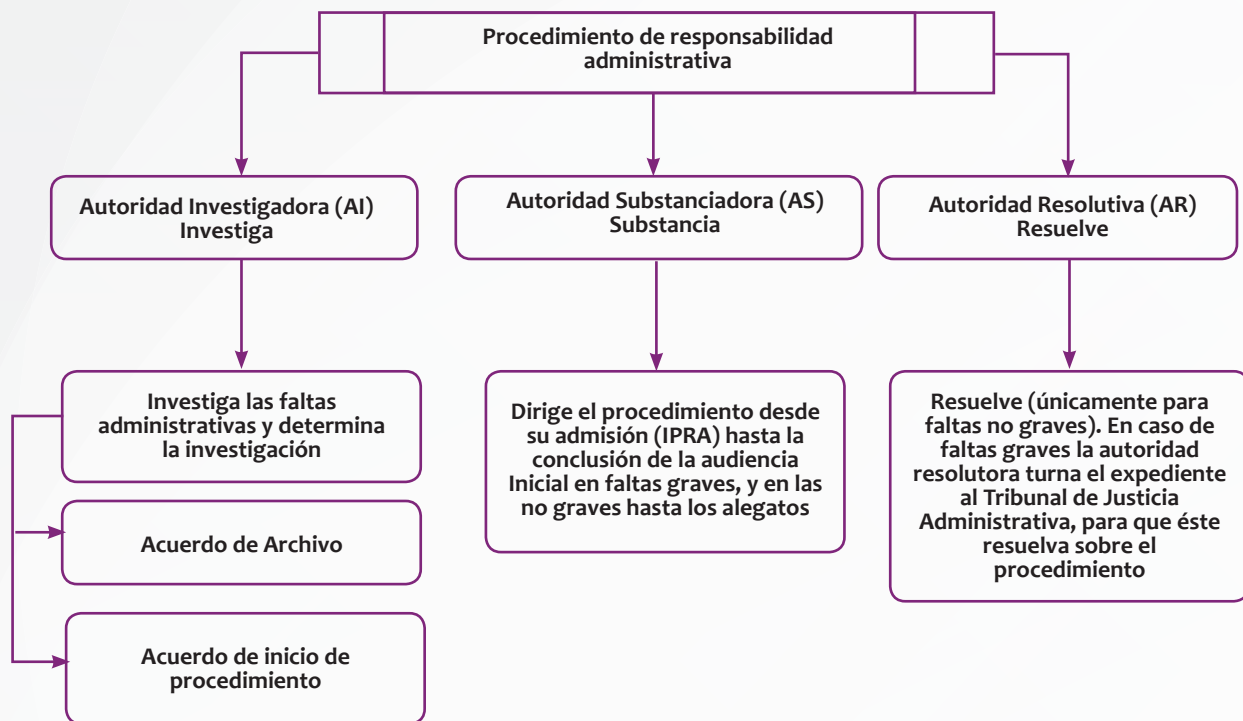 Procedimiento de responsabilidad
administrativa
Autoridad Investigadora (AI)
Investiga
Autoridad Substanciadora (AS)
Substancia
Autoridad Resolutiva (AR)
Resuelve
Investiga las faltas
administrativas y determina
la investigación
Acuerdo de Archivo
Acuerdo de inicio de
procedimiento
Dirige el procedimiento desde
su admisión (IPRA) hasta la
conclusión de la audiencia
Inicial en faltas graves, y en las
no graves hasta los alegatos
Resuelve (únicamente para
faltas no graves). En caso de
faltas graves la autoridad
resolutora turna el expediente
al Tribunal de Justicia
Administrativa, para que éste
resuelva sobre el
procedimiento